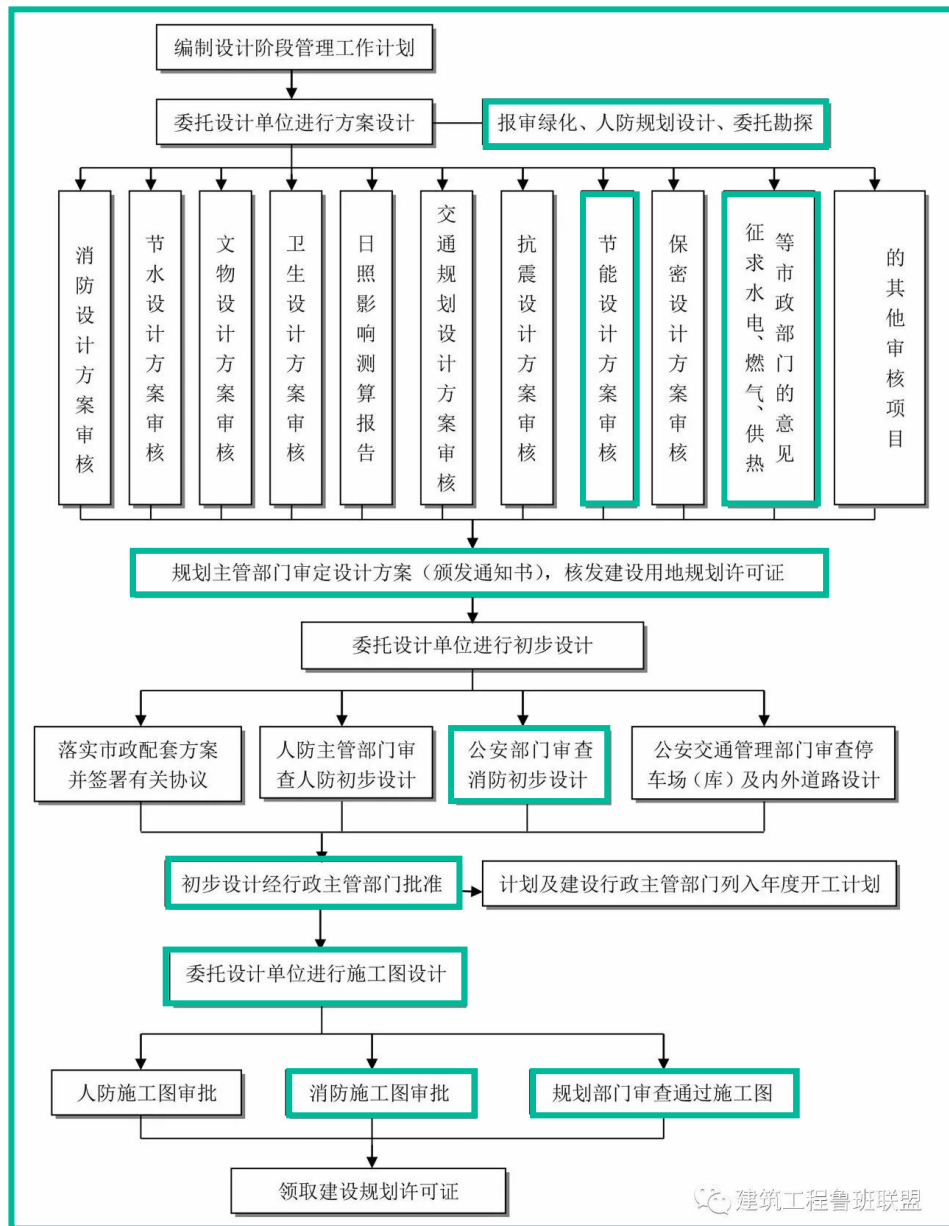 编制设计阶段管理工作计划
委托设计单位进行方案设计
报审绿化、人防规划设计、委托勘探
消防设计方案审核
节水设计方案审核
文物设计方案审核
卫生设计方案审核
日照影响测算报告
交通规划设计方案审核
抗震设计方案审核
节能设计方案审核
保密设计方案审核
征求水电、燃气、供热
等市政部门的意见
的其他审核项目
规划主管部门审定设计方案（颁发通知书），核发建设用地规划许可证
委托设计单位进行初步设计
落实市政配套方案
并签署有关协议
人防主管部门审
查人防初步设计
公安部门审查
消防初步设计
公安交通管理部门审查停
车场（库）及内外道路设计
初步设计经行政主管部门批准
计划及建设行政主管部门列入年度开工计划
委托设计单位进行施工图设计
人防施工图审批
消防施工图审批
规划部门审查通过施工图
领取建设规划许可证
建筑工程鲁班联盟